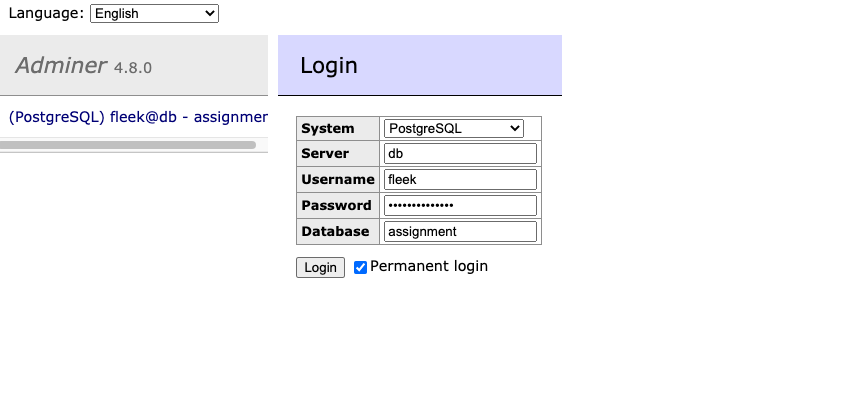 Language: English
Adminer 4.8.0
(PostgreSQL) fleek@db - assignmen
Login
System PostgreSQL
Server db
Username fleek
Password ••••••••••••••
Database assignment
Login Permanent login